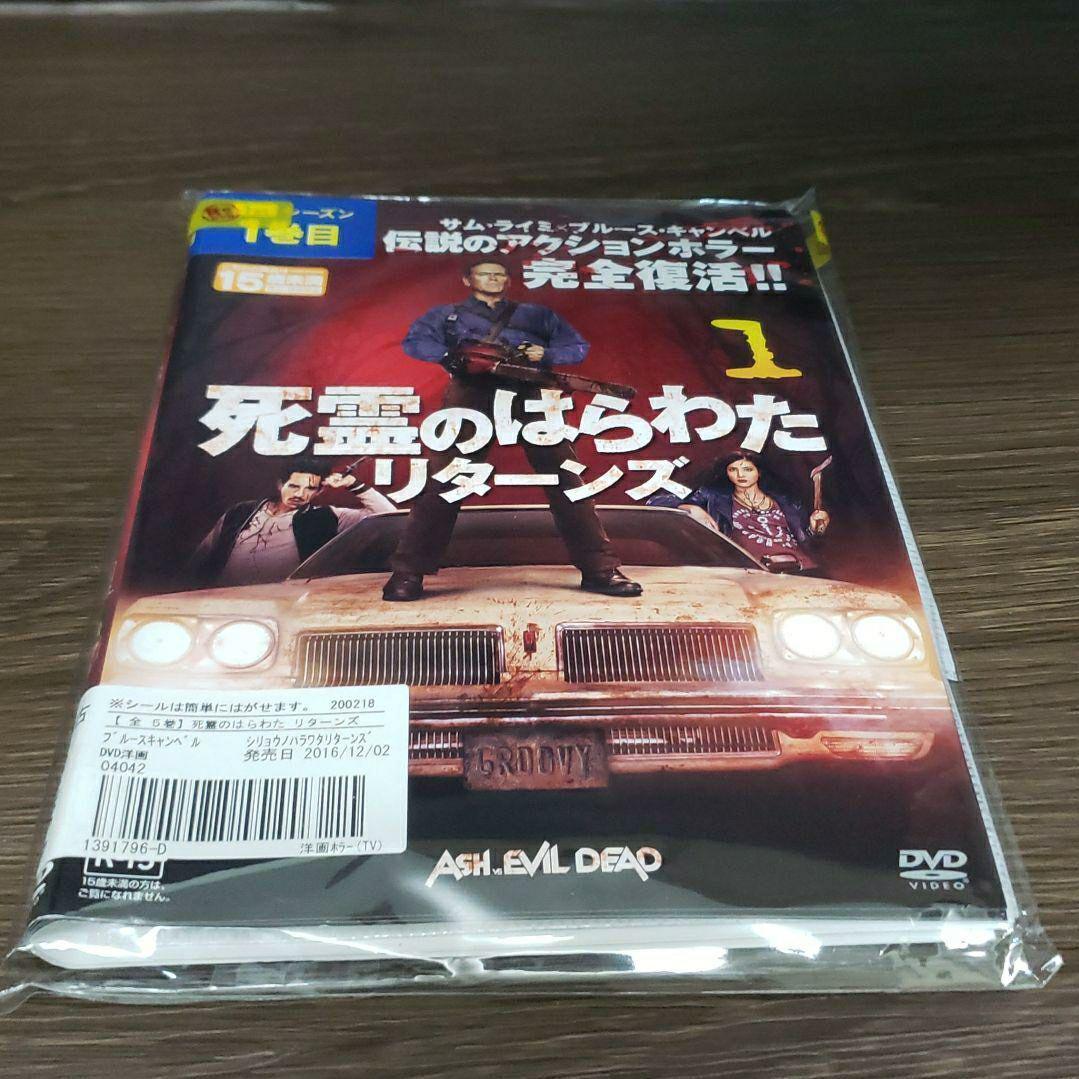 ーズン
1巻目
サム・ライミ×ブルース・キャンベル
伝説のアクションホラー
完全復活!!
15
1
死霊のはらわた
リターンズ
※シールは簡単にはがせます。 200218
【 全 5巻】死霊のはらわた リターンズ
ブルースキャンベル シリョウノハラワタリターンズ
DVD洋画 発売日 2016/12/02
04042
1391796-D 洋画ホラー(TV)
GROOVY
R-15
15歳未満の方は、
ご覧になれません。
ASH vs EVIL DEAD
DVD
VIDEO